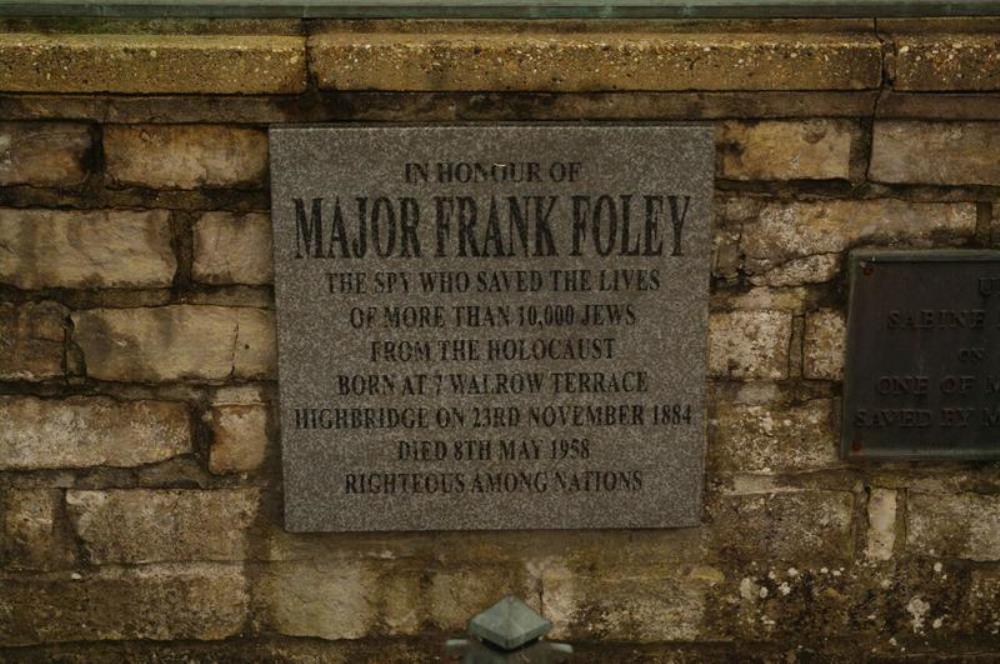 IN HONOUR OF
MAJOR FRANK FOLEY
THE SPY WHO SAVED THE LIVES
OF MORE THAN 10,000 JEWS
FROM THE HOLOCAUST
BORN AT 7 WALROW TERRACE
HIGHBRIDGE ON 23RD NOVEMBER 1884
DIED 8TH MAY 1958
RIGHTEOUS AMONG NATIONS
SABINE
ON
ONE OF
SAVED BY